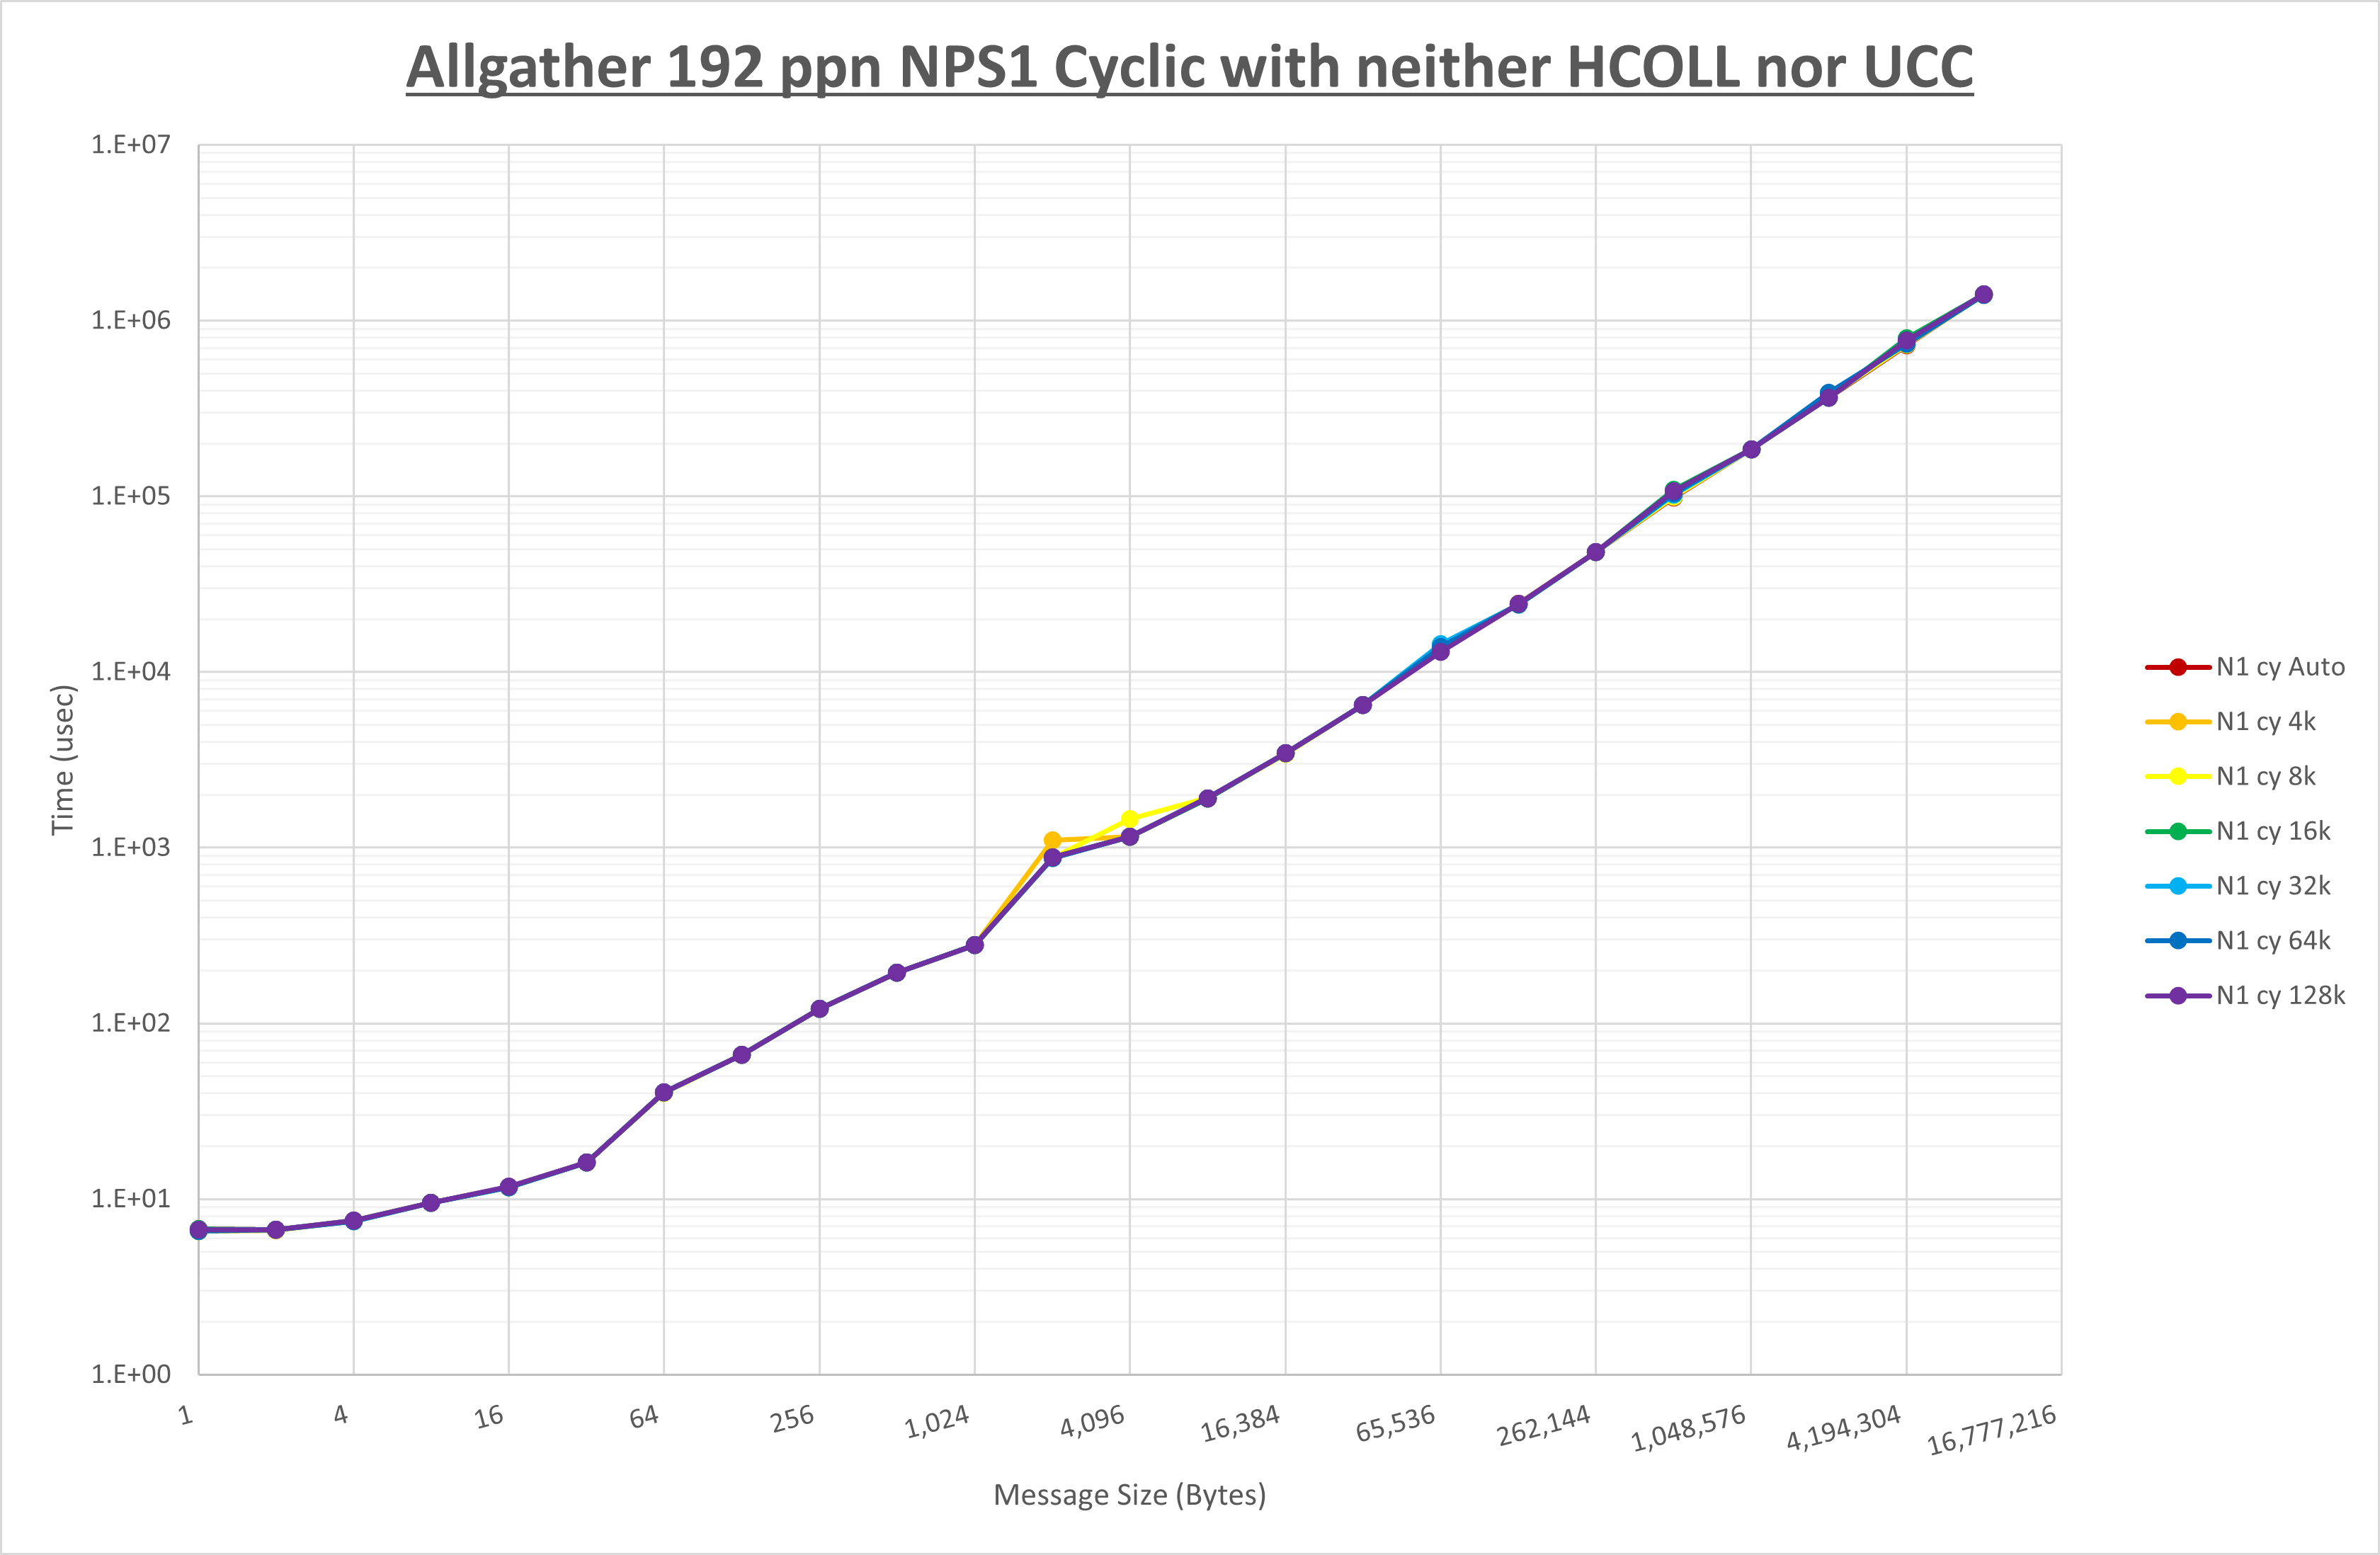 Allgather 192 ppn NPS1 Cyclic with neither HCOLL nor UCC
1.E+07
1.E+06
1.E+05
1.E+04
1.E+03
1.E+02
1.E+01
1.E+00
Time (usec)
1 4 16 64 256 1,024 4,096 16,384 65,536 262,144 1,048,576 4,194,304 16,777,216
Message Size (Bytes)
N1 cy Auto
N1 cy 4k
N1 cy 8k
N1 cy 16k
N1 cy 32k
N1 cy 64k
N1 cy 128k